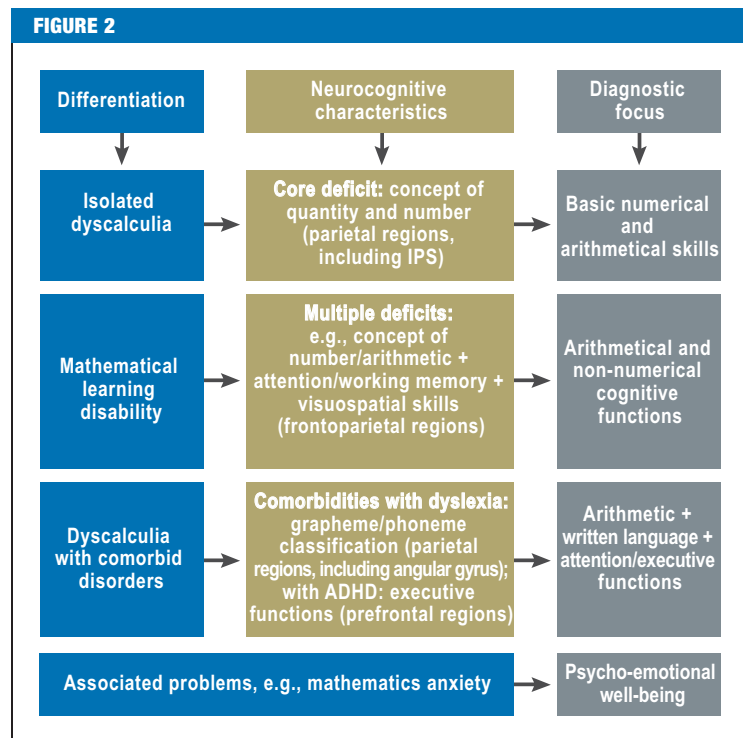 FIGURE 2
Differentiation
Neurocognitive
characteristics
Diagnostic
focus
Isolated
dyscalculia
Core deficit: concept of
quantity and number
(parietal regions,
including IPS)
Basic numerical
and
arithmetical skills
Mathematical
learning
disability
Multiple deficits:
e.g., concept of
number/arithmetic +
attention/working memory +
visuospatial skills
(frontoparietal regions)
Arithmetical and
non-numerical
cognitive
functions
Dyscalculia
with comorbid
disorders
Comorbidities with dyslexia:
grapheme/phoneme
classification (parietal
regions, including angular gyrus);
with ADHD: executive
functions (prefrontal regions)
Arithmetic +
written language +
attention/executive
functions
Associated problems, e.g., mathematics anxiety
Psycho-emotional
well-being